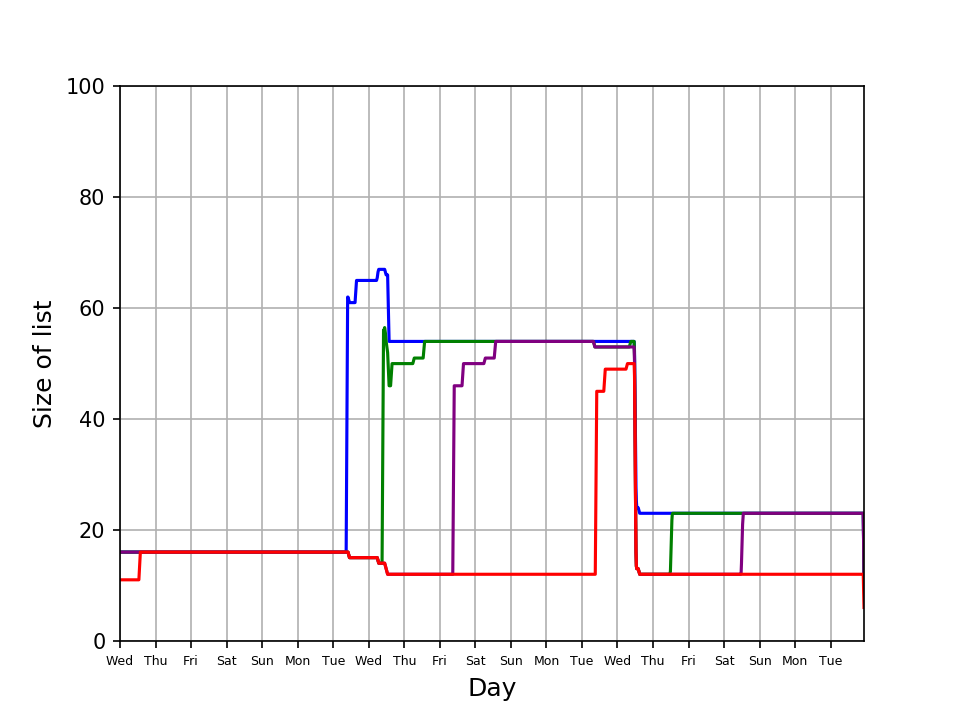 100
80
60
40
20
0
Size of list
Wed Thu Fri Sat Sun Mon Tue Wed Thu Fri Sat Sun Mon Tue Wed Thu Fri Sat Sun Mon Tue
Day